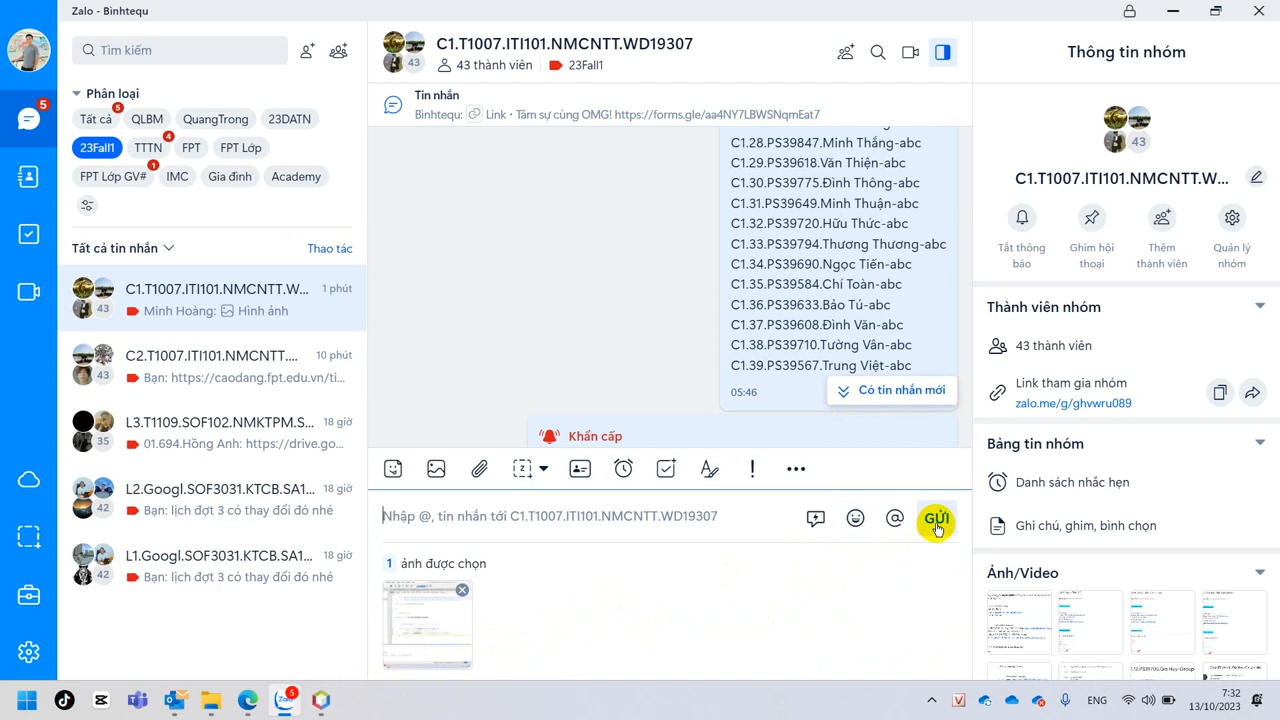 Zalo - Binhtequ
Tìm kiếm
Phân loại
Tất cả
5
QLBM
QuangTrong
23DATN
23Fall1
TTTN
4
FPT
FPT Lớp
FPT Lớp GV#
1
IMC
Gia đình
Academy
Tất cả tin nhắn
Thao tác
C1.T1007.ITI101.NMCNTT.W...
1 phút
43
Minh Hoàng: Hình ảnh
C2.T1007.ITI101.NMCNTT....
10 phút
43
Bạn: https://caodang.fpt.edu.vn/ti...
L3.T1109.SOF102.NMKTPM.S...
18 giờ
35
01.694.Hồng Anh: https://drive.go...
L2.Googl.SOF3031.KTCB.SA1...
18 giờ
42
Bạn: lịch đợt 3 có thay đổi đó nhé
L1.Googl.SOF3031.KTCB.SA1...
18 giờ
42
Bạn: lịch đợt 3 có thay đổi đó nhé
5
C1.T1007.ITI101.NMCNTT.WD19307
43
43 thành viên
23Fall1
Tin nhắn
Binhtequ: Link • Tâm sự cùng OMG! https://forms.gle/aa4NY7LBWSNqmEat7
C1.28.PS39847.Minh Thắng-abc
C1.29.PS39618.Văn Thiện-abc
C1.30.PS39775.Đình Thông-abc
C1.31.PS39649.Minh Thuận-abc
C1.32.PS39720.Hữu Thức-abc
C1.33.PS39794.Thương Thương-abc
C1.34.PS39690.Ngọc Tiến-abc
C1.35.PS39584.Chí Toàn-abc
C1.36.PS39633.Bảo Tú-abc
C1.37.PS39608.Đình Văn-abc
C1.38.PS39710.Tường Vân-abc
C1.39.PS39567.Trung Việt-abc
05:46
Có tin nhắn mới
Khẩn cấp
Nhập @, tin nhắn tới C1.T1007.ITI101.NMCNTT.WD19307
GỬI
1 ảnh được chọn
Thông tin nhóm
43
C1.T1007.ITI101.NMCNTT.W...
Tắt thông báo
Ghim hội thoại
Thêm thành viên
Quản lý nhóm
Thành viên nhóm
43 thành viên
Link tham gia nhóm
zalo.me/g/ghvwru089
Bảng tin nhóm
Danh sách nhắc hẹn
Ghi chú, ghim, bình chọn
Ảnh/Video
5
ENG
7:32
13/10/2023